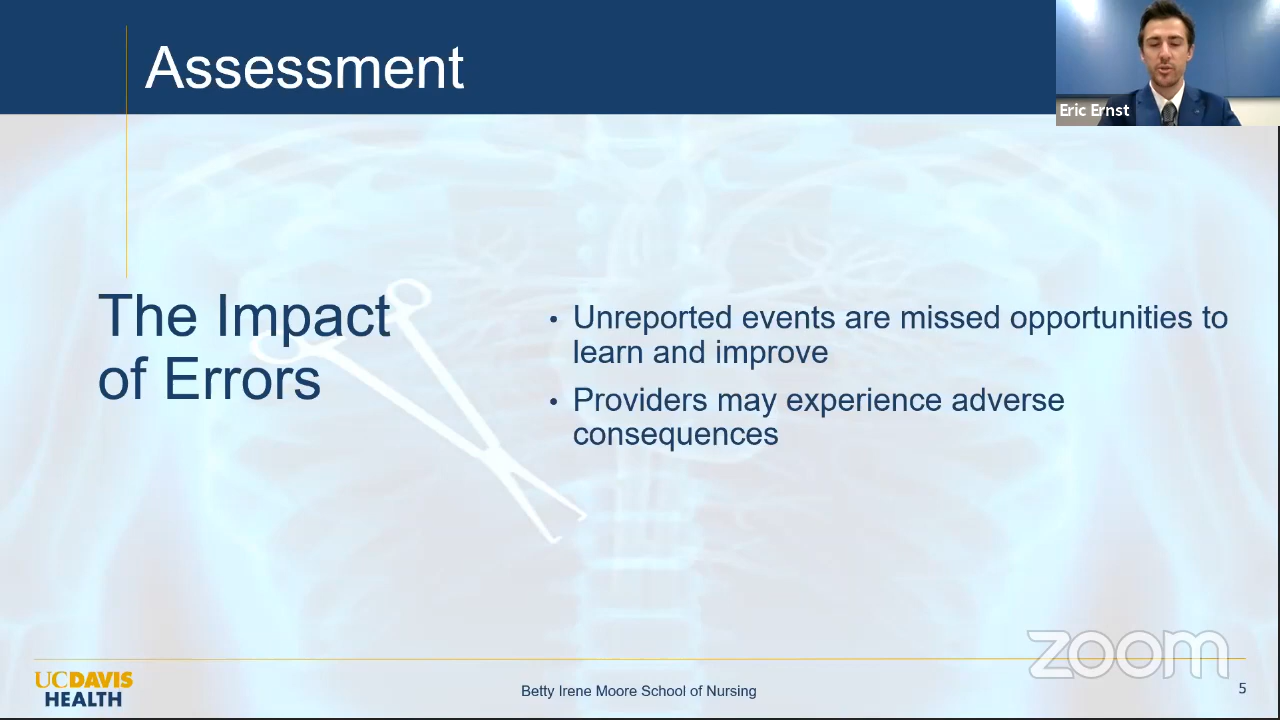 Assessment
Eric Ernst
The Impact
of Errors
• Unreported events are missed opportunities to
learn and improve
• Providers may experience adverse
consequences
zoom
UCDAVIS
HEALTH
Betty Irene Moore School of Nursing
5